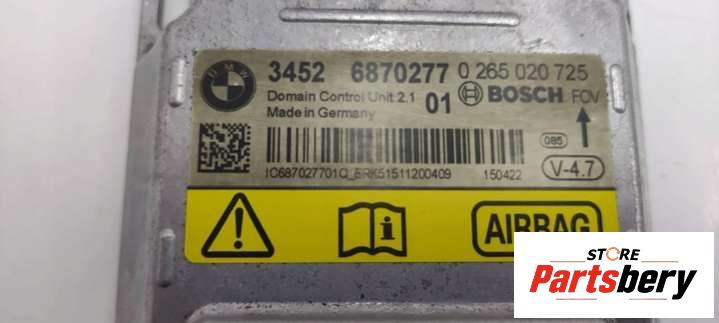 BMW
3452 6870277 0 265 020 725
Domain Control Unit 2.1 01 BOSCH FOV
Made in Germany
085
IC687027701Q_ERK51511200409 150422 V-4.7
i AIRBAG
STORE
Partsbery